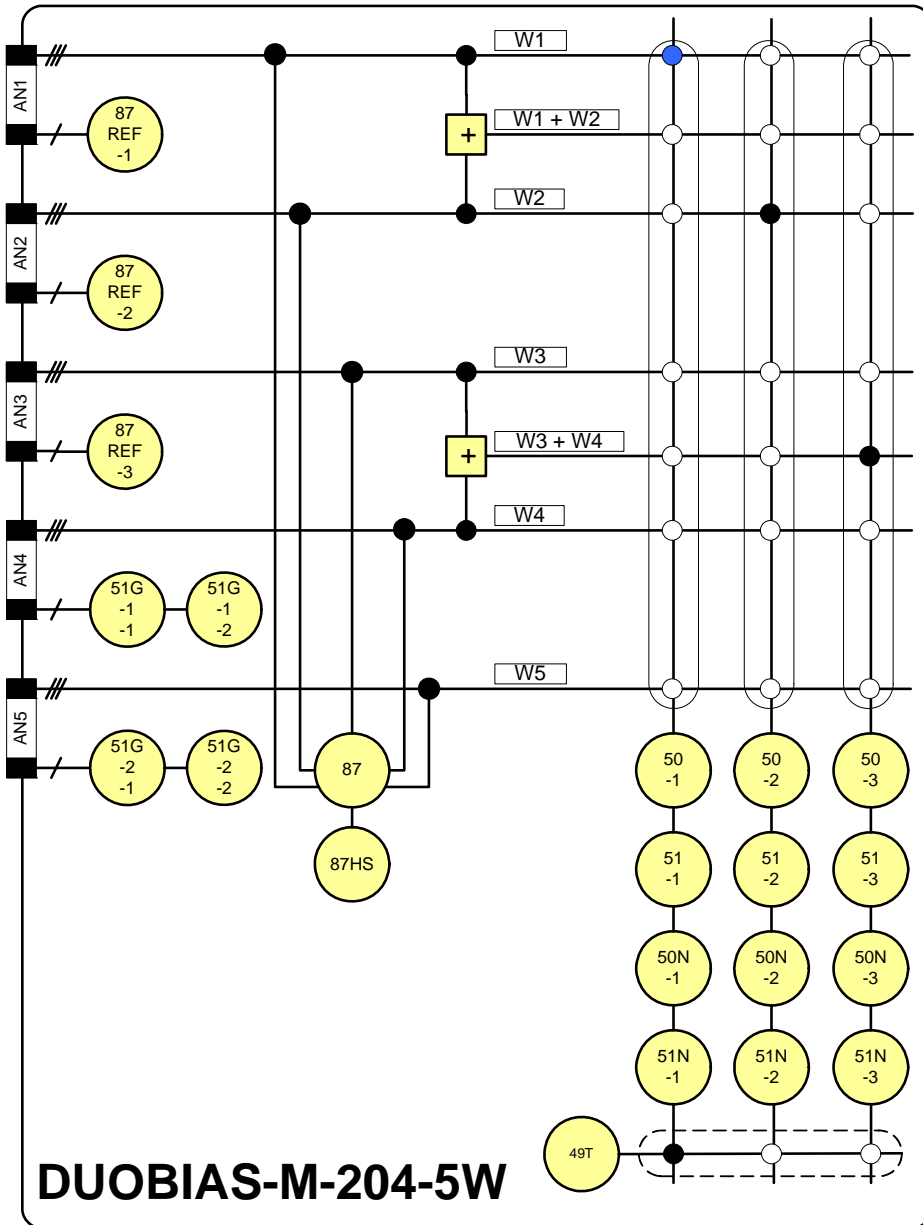 W1
AN1
87
REF
-1
+
W1 + W2
W2
AN2
87
REF
-2
W3
AN3
87
REF
-3
+
W3 + W4
W4
AN4
51G
-1
-1
51G
-1
-2
W5
AN5
51G
-2
-1
51G
-2
-2
87
87HS
50
-1
50
-2
50
-3
51
-1
51
-2
51
-3
50N
-1
50N
-2
50N
-3
51N
-1
51N
-2
51N
-3
49T
DUOBIAS-M-204-5W